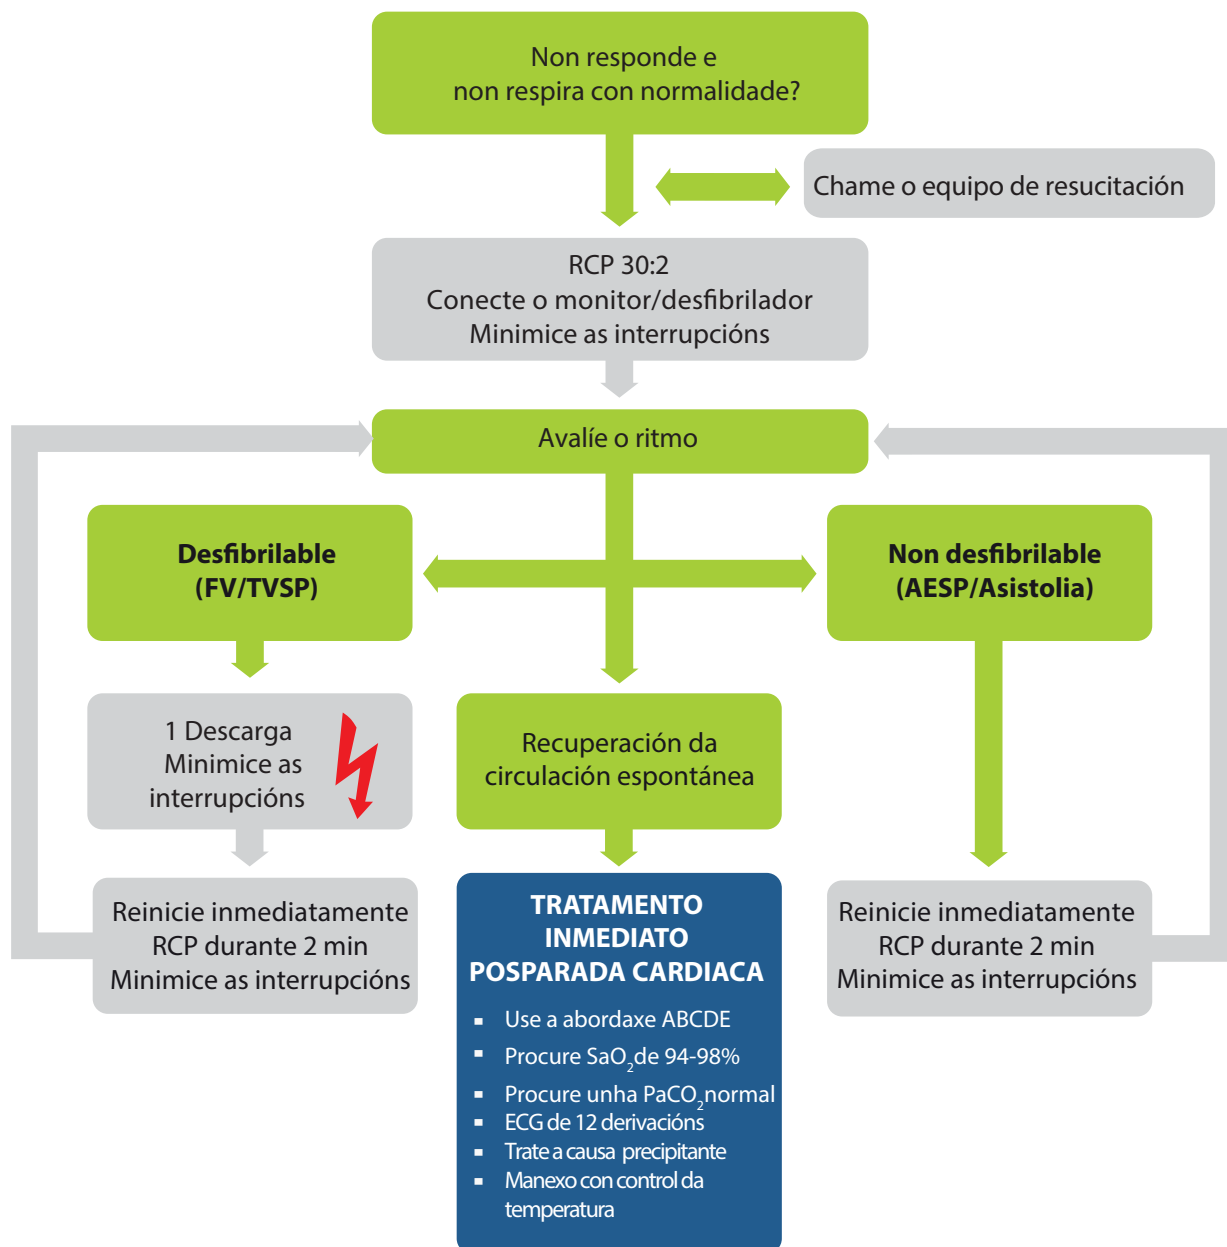 Non responde e
non respira con normalidade?
Chame o equipo de resucitación
RCP 30:2
Conecte o monitor/desfibrilador
Minimice as interrupcións
Avalíe o ritmo
Desfibrilable
(FV/TVSP)
Non desfibrilable
(AESP/Asistolia)
1 Descarga
Minimice as
interrupcións
Recuperación da
circulación espontánea
Reinicie inmediatamente
RCP durante 2 min
Minimice as interrupcións
TRATAMENTO
INMEDIATO
POSPARADA CARDIACA
▪ Use a abordaxe ABCDE
▪ Procure SaO₂de 94-98%
▪ Procure unha PaCO₂normal
▪ ECG de 12 derivacións
▪ Trate a causa precipitante
▪ Manexo con control da
temperatura
Reinicie inmediatamente
RCP durante 2 min
Minimice as interrupcións